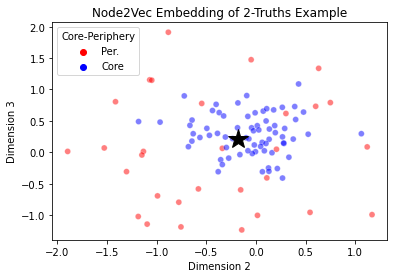 Node2Vec Embedding of 2-Truths Example
Core-Periphery
Per.
Core
Dimension 3
2.0
1.5
1.0
0.5
0.0
−0.5
−1.0
−2.0 −1.5 −1.0 −0.5 0.0 0.5 1.0
Dimension 2